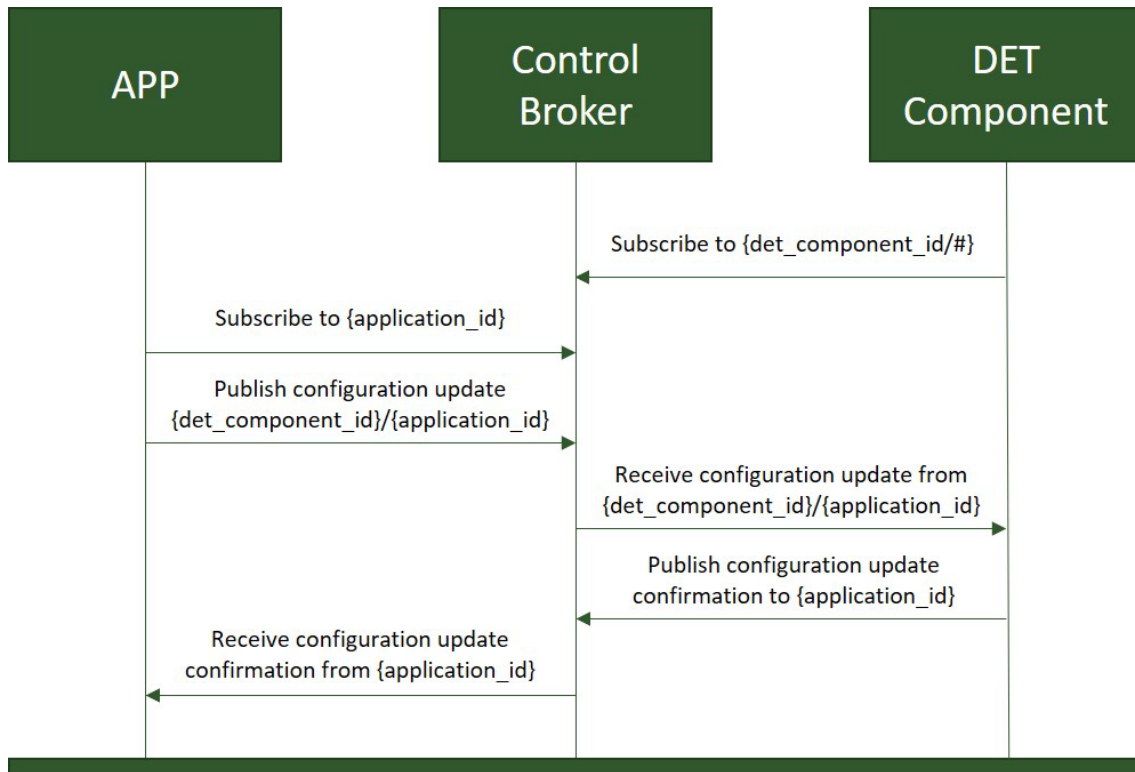 APP
Control
Broker
DET
Component
Subscribe to {det_component_id/#}
Subscribe to {application_id}
Publish configuration update
{det_component_id}/{application_id}
Receive configuration update from
{det_component_id}/{application_id}
Publish configuration update
confirmation to {application_id}
Receive configuration update
confirmation from {application_id}